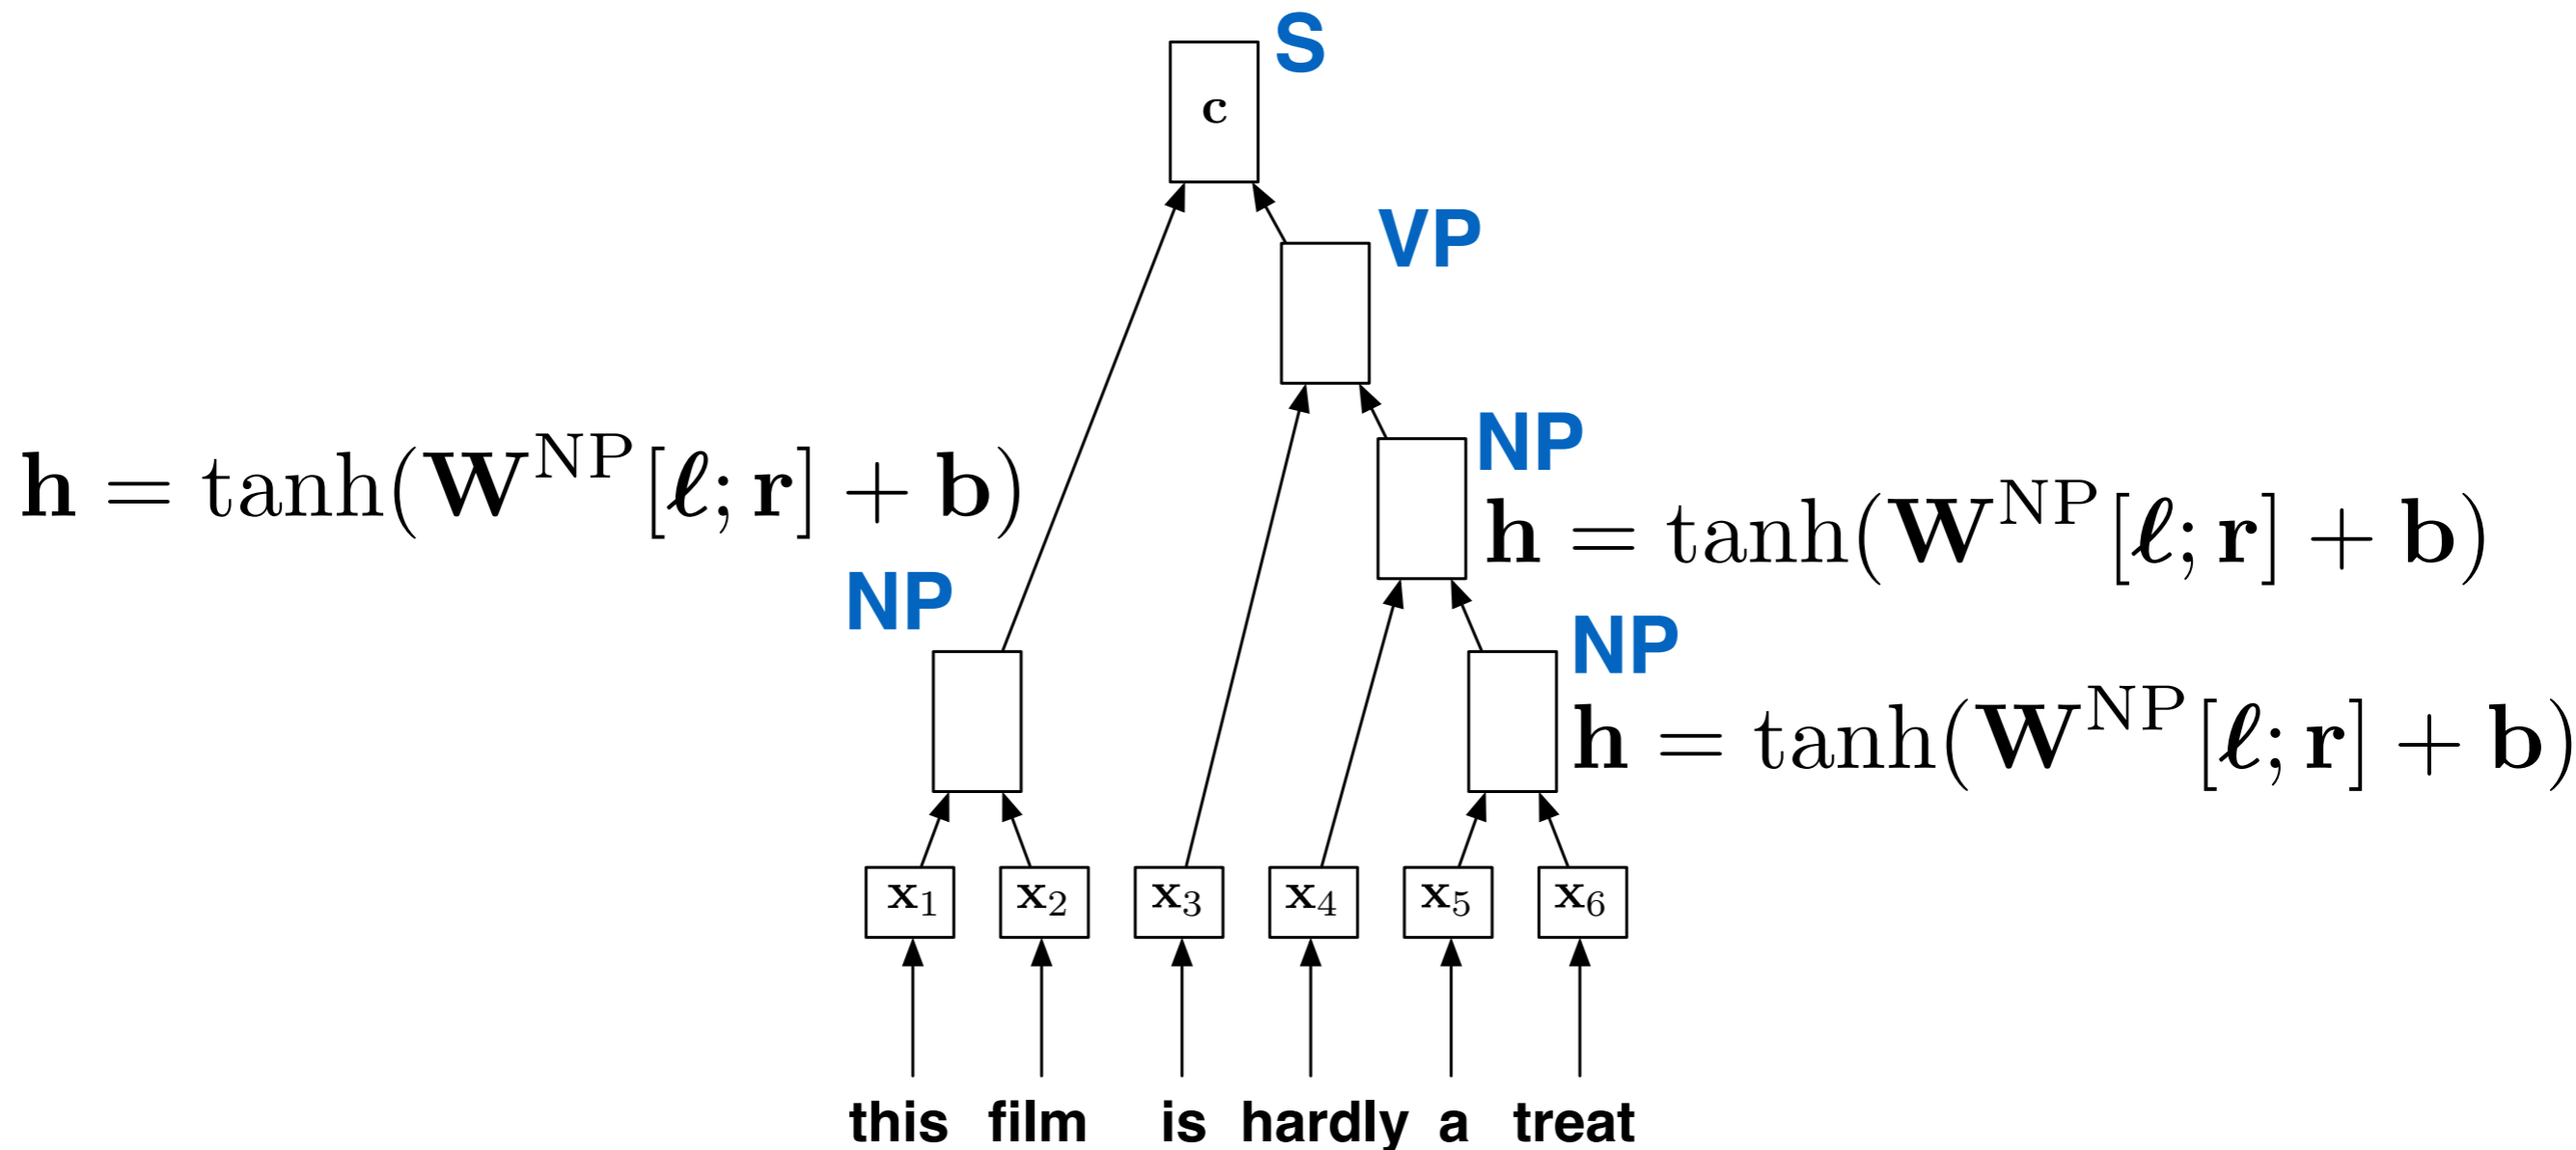 S
c
VP
NP
h = tanh(W^NP[ℓ; r] + b)
h = tanh(W^NP[ℓ; r] + b)
NP
NP
h = tanh(W^NP[ℓ; r] + b)
x₁ x₂ x₃ x₄ x₅ x₆
this film is hardly a treat